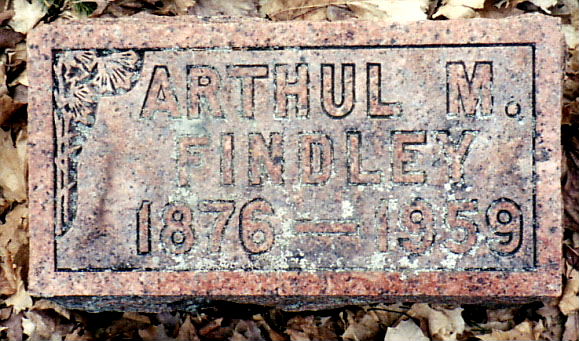 ARTHUL M.
FINDLEY
1876 — 1959